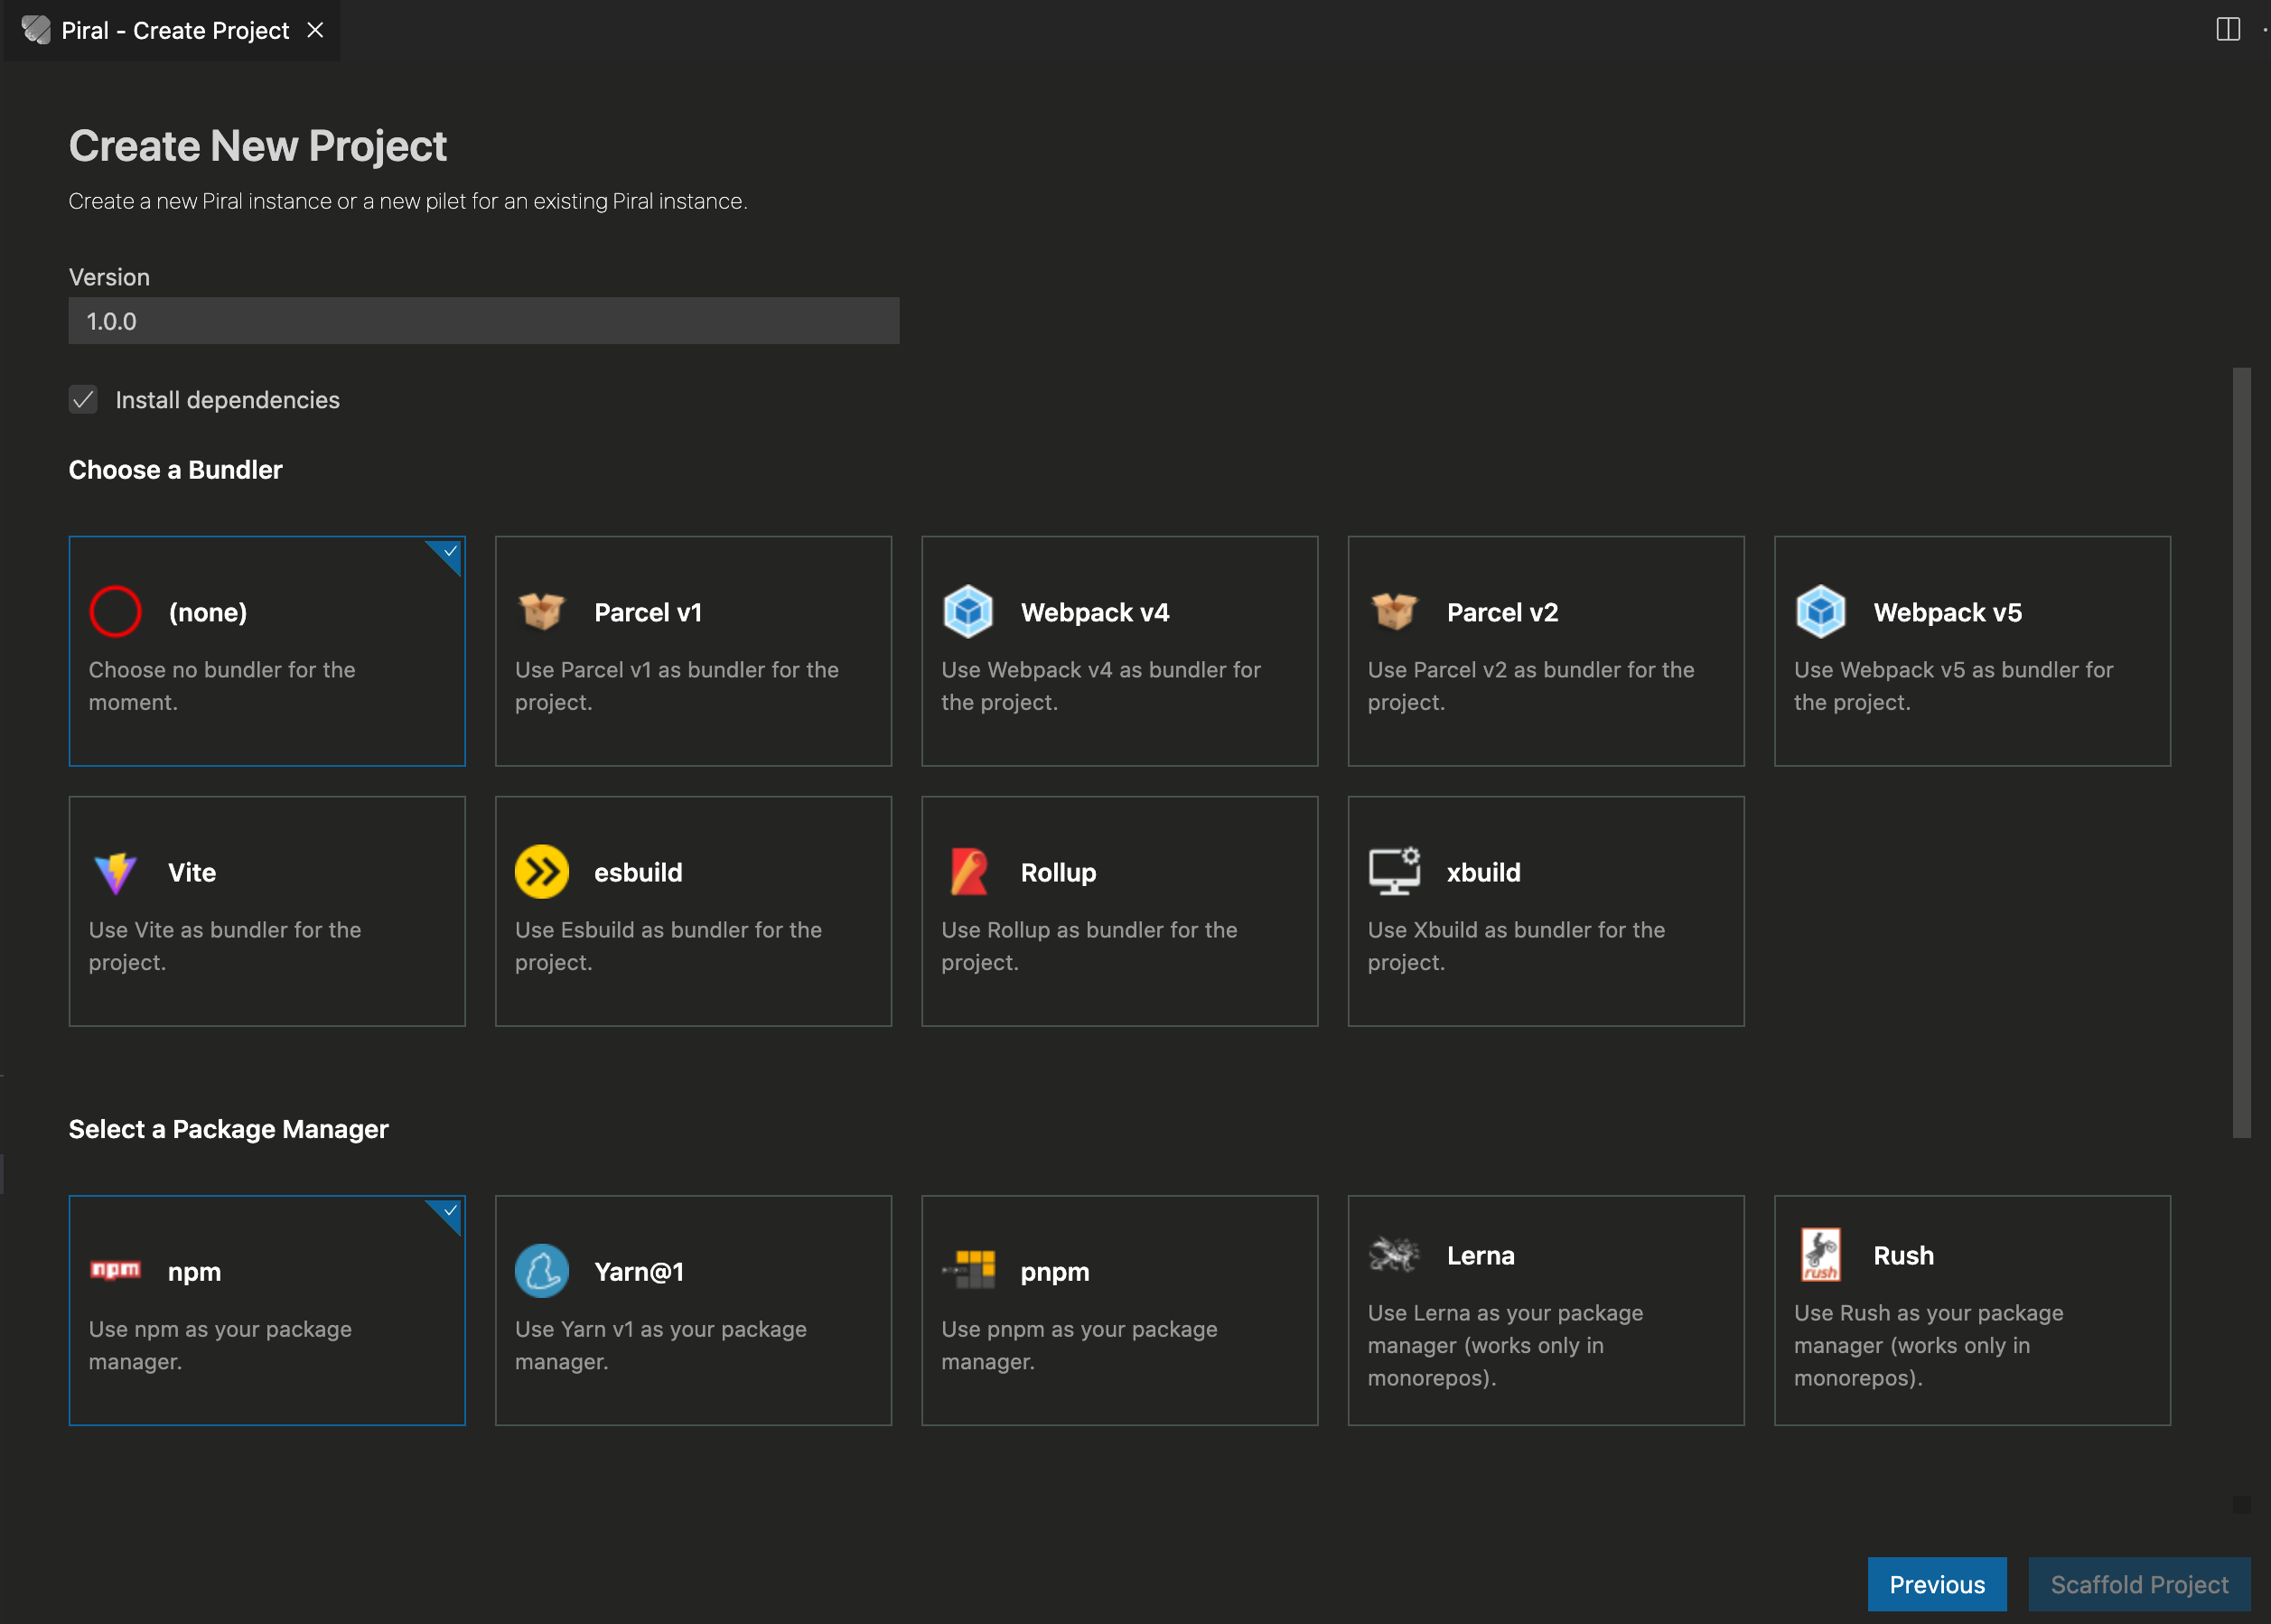 Piral - Create Project
Create New Project
Create a new Piral instance or a new pilet for an existing Piral instance.
Version
1.0.0
Install dependencies
Choose a Bundler
(none)
Choose no bundler for the
moment.
Parcel v1
Use Parcel v1 as bundler for the
project.
Webpack v4
Use Webpack v4 as bundler for
the project.
Parcel v2
Use Parcel v2 as bundler for the
project.
Webpack v5
Use Webpack v5 as bundler for
the project.
Vite
Use Vite as bundler for the
project.
esbuild
Use Esbuild as bundler for the
project.
Rollup
Use Rollup as bundler for the
project.
xbuild
Use Xbuild as bundler for the
project.
Select a Package Manager
npm
npm
Use npm as your package
manager.
Yarn@1
Use Yarn v1 as your package
manager.
pnpm
Use pnpm as your package
manager.
Lerna
Use Lerna as your package
manager (works only in
monorepos).
rush
Rush
Use Rush as your package
manager (works only in
monorepos).
Previous
Scaffold Project